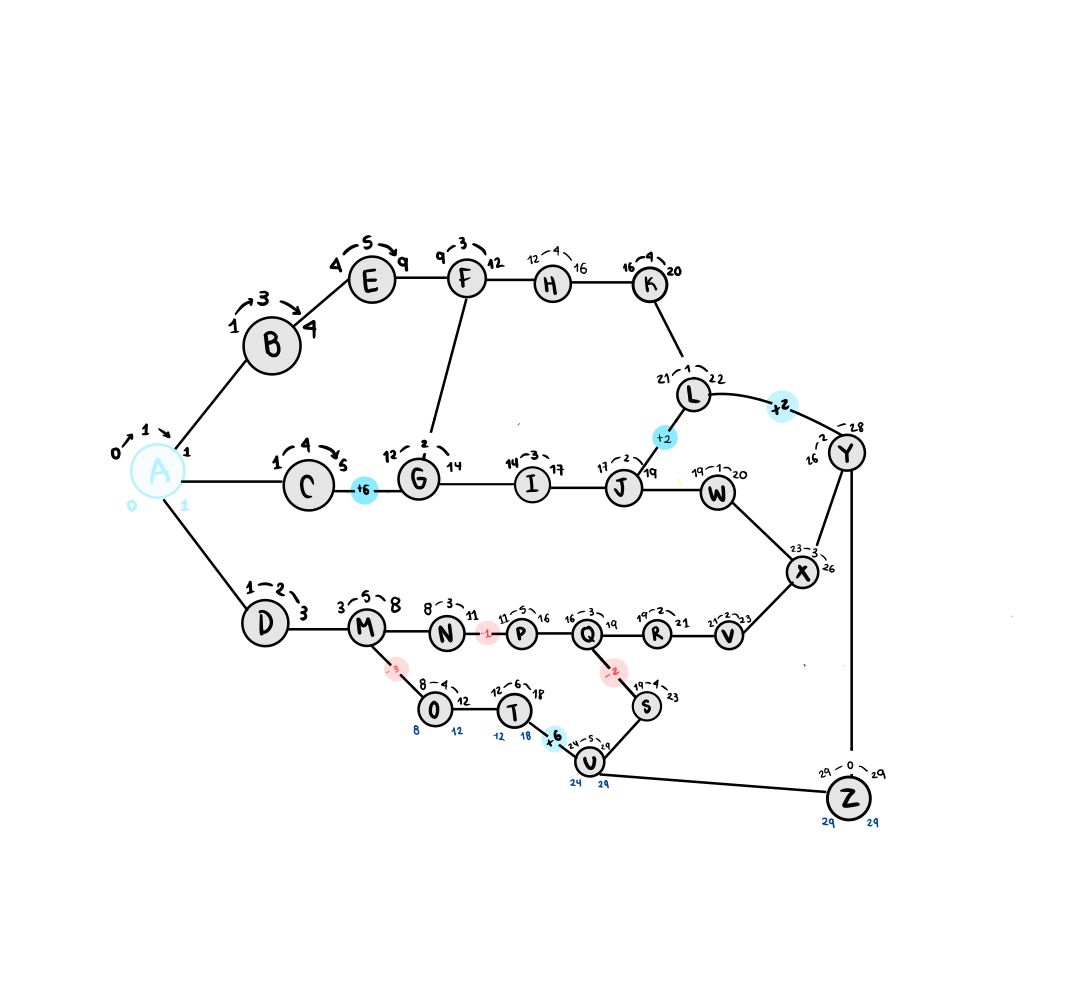 5
4 9
E
3
9 12
F
4
12 16
H
4
16 20
K
3
1 4
B
1
21 22
L
+2
2 28
26
Y
1
0 1
A
0 1
4
1 5
C
+6
2
12 14
G
3
14 17
I
+2
2
17 19
J
1
19 20
W
3
23 26
X
2
1 3
D
5
3 8
M
3
8 11
N
-1
5
11 16
P
3
16 19
Q
2
19 21
R
2
21 23
V
-3
4
8 12
O
8 12
6
12 18
T
12 18
+6
-2
4
19 23
S
5
24 29
U
24 29
0
29 29
Z
29 29